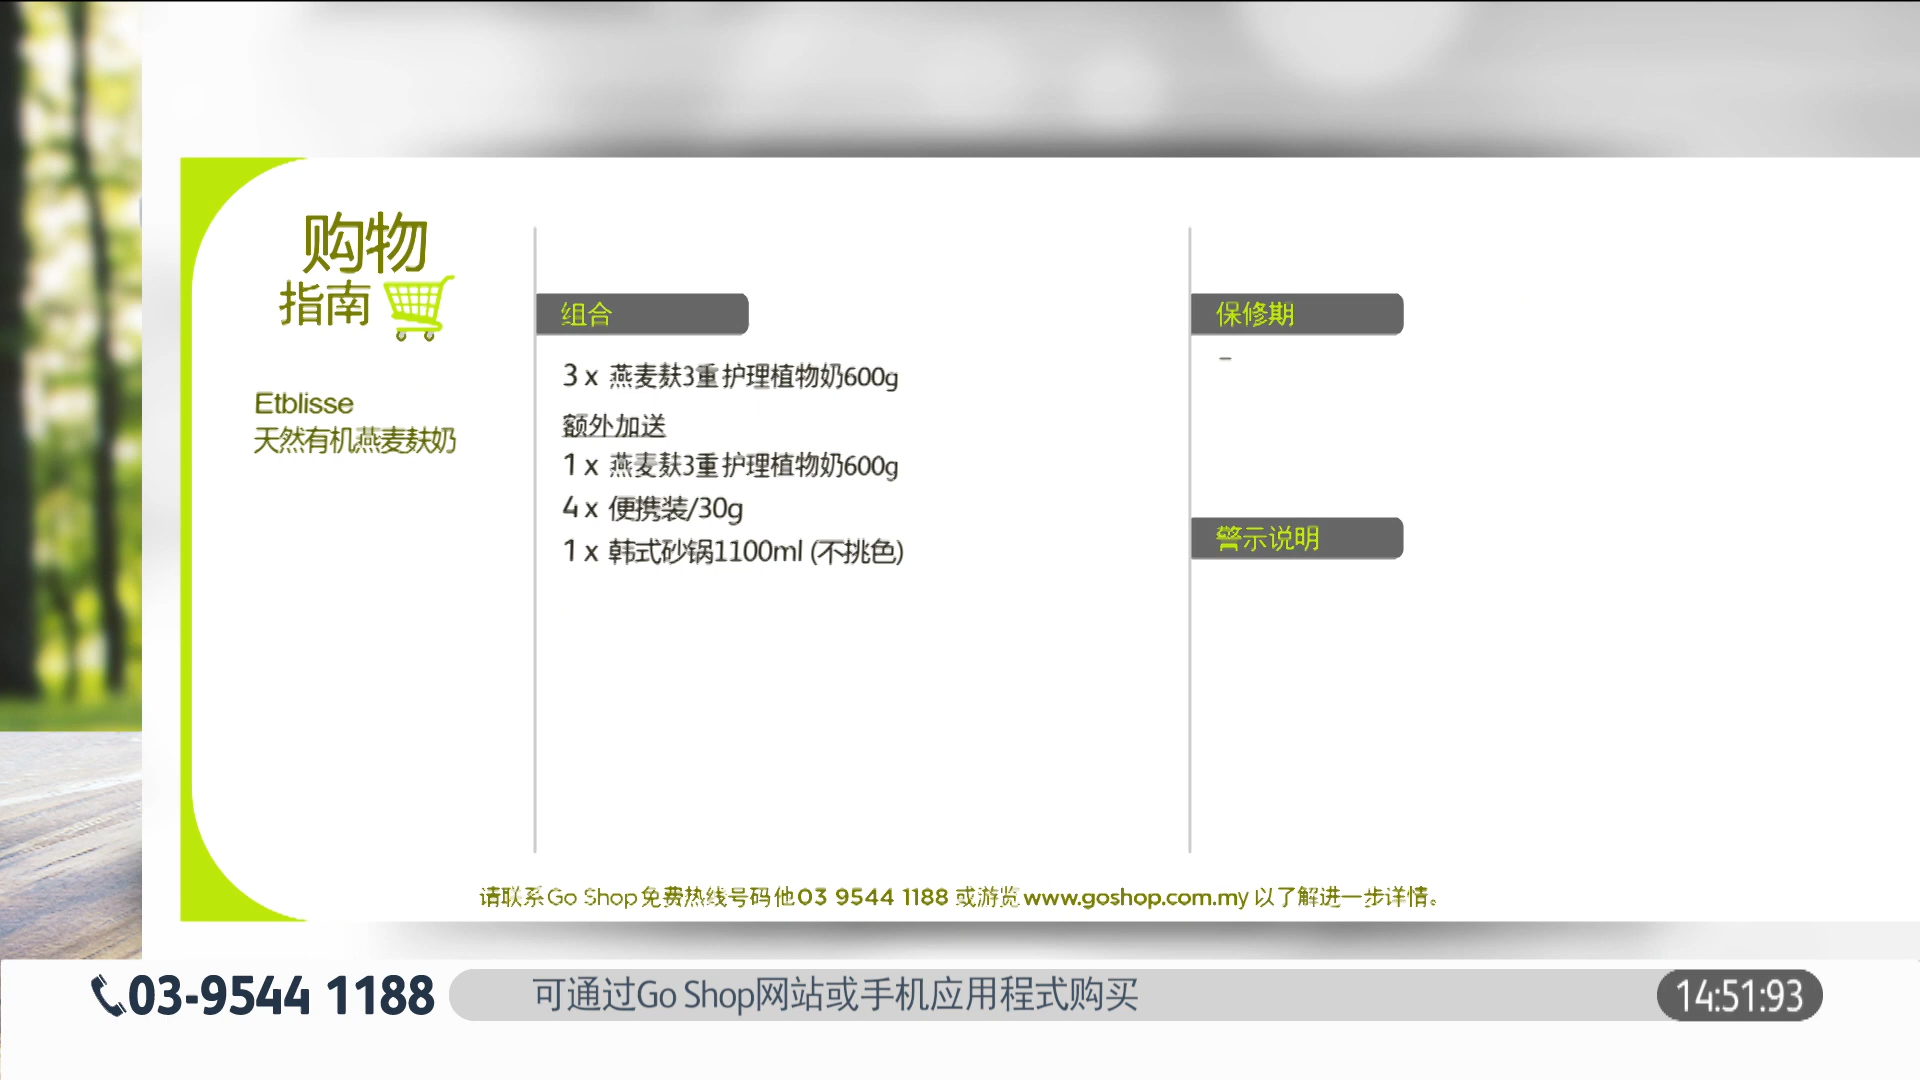 购物
指南
Etblisse
天然有机燕麦麸奶
组合
3 x 燕麦麸3重护理植物奶600g
额外加送
1 x 燕麦麸3重护理植物奶600g
4 x 便携装/30g
1 x 韩式砂锅1100ml (不挑色)
保修期
–
警示说明
请联系Go Shop免费热线号码他03 9544 1188 或游览www.goshop.com.my 以了解进一步详情。
03-9544 1188
可通过Go Shop网站或手机应用程式购买
14:51:93